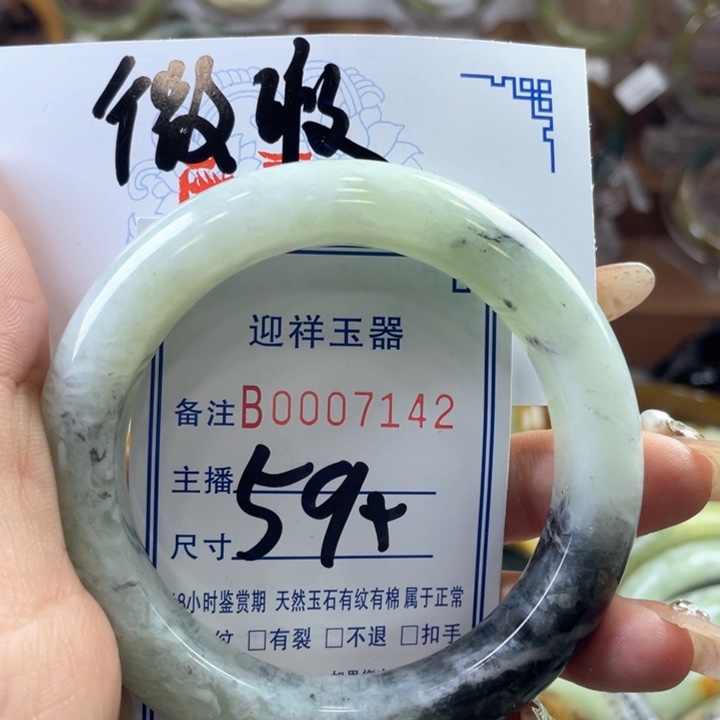 微收
迎祥玉器
备注B0007142
主播
59+
尺寸
8小时鉴赏期 天然玉石有纹有棉 属于正常
纹 □有裂 □不退 □扣手